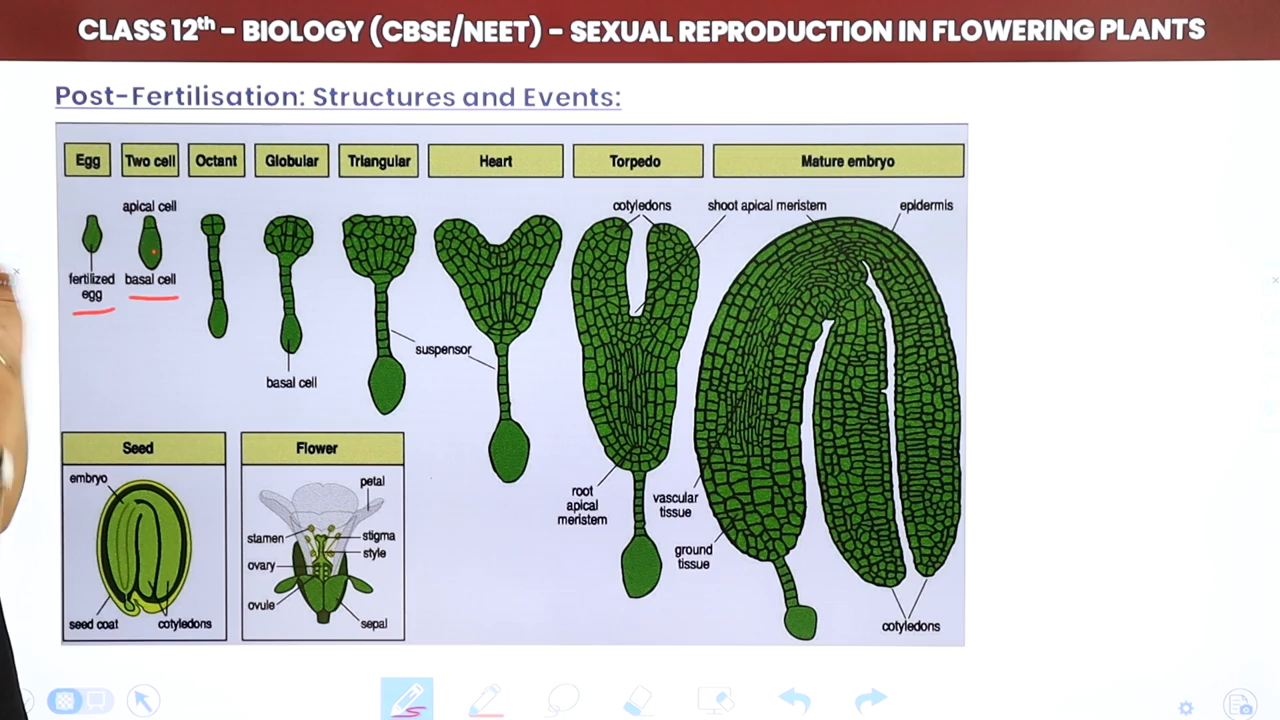 CLASS 12th - BIOLOGY (CBSE/NEET) - SEXUAL REPRODUCTION IN FLOWERING PLANTS
Post-Fertilisation: Structures and Events:
Egg
Two cell
Octant
Globular
Triangular
Heart
Torpedo
Mature embryo
apical cell
cotyledons
shoot apical meristem
epidermis
fertilized
egg
basal cell
suspensor
basal cell
Seed
Flower
embryo
petal
root
apical
meristem
vascular
tissue
stamen
stigma
style
ground
tissue
ovary
ovule
seed coat
cotyledons
sepal
cotyledons